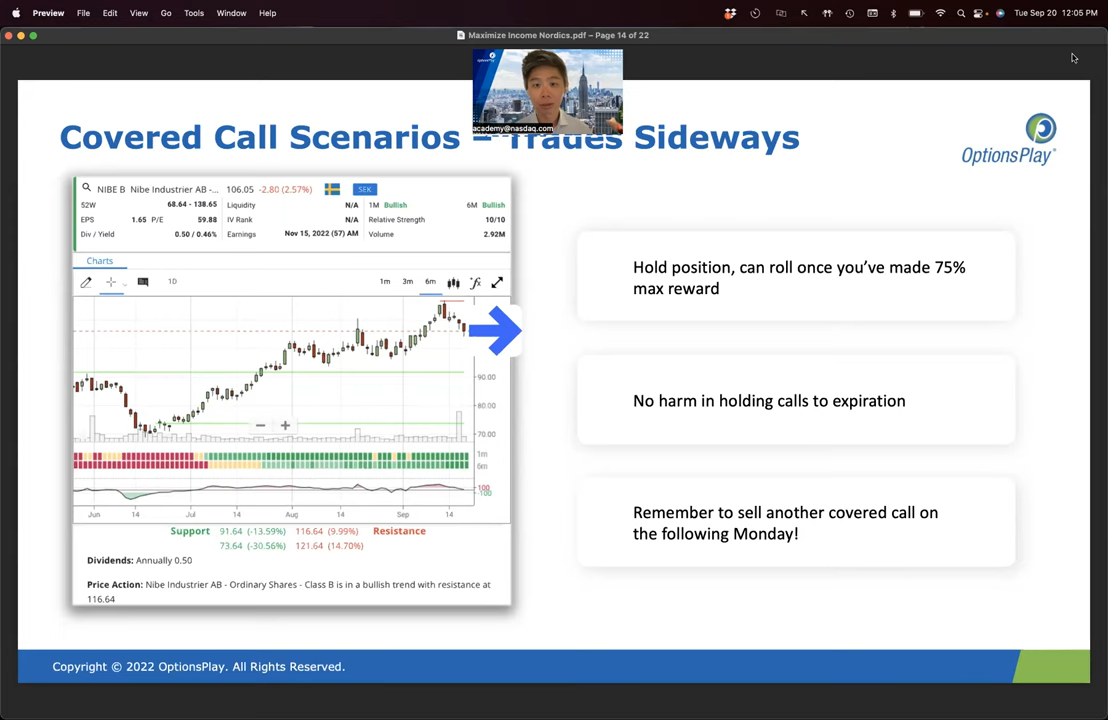 Preview File Edit View Go Tools Window Help Tue Sep 20 12:05 PM
Maximize Income Nordics.pdf – Page 14 of 22
academy@nasdaq.com
Covered Call Scenarios – Trades Sideways
OptionsPlay
NIBE B Nibe Industrier AB -... 106.05 -2.80 (2.57%) SEK
52W 68.64 - 138.65 Liquidity N/A 1M Bullish 6M Bullish
EPS 1.65 P/E 59.88 IV Rank N/A Relative Strength 10/10
Div / Yield 0.50 / 0.46% Earnings Nov 15, 2022 (57) AM Volume 2.92M
Charts
1D 1m 3m 6m
90.00
80.00
70.00
1m
6m
100
-100
Jun 14 Jul 14 Aug 14 Sep 14
Support 91.64 (-13.59%) 116.64 (9.99%) Resistance
73.64 (-30.56%) 121.64 (14.70%)
Dividends: Annually 0.50
Price Action: Nibe Industrier AB - Ordinary Shares - Class B is in a bullish trend with resistance at
116.64
Hold position, can roll once you’ve made 75%
max reward
No harm in holding calls to expiration
Remember to sell another covered call on
the following Monday!
Copyright © 2022 OptionsPlay. All Rights Reserved.